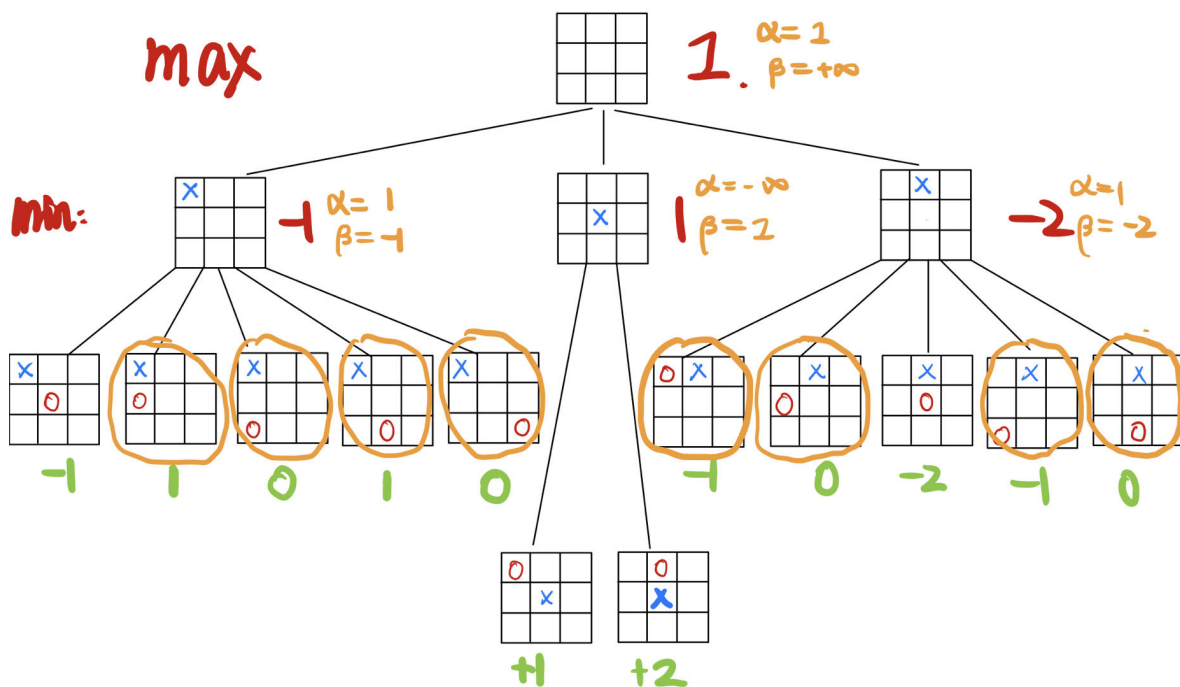 max
1.
α = 1
β = +∞
X
X
X
min:
-1
α = 1
β = -1
1
α = -∞
β = 1
-2
α = 1
β = -2
X
X
X
X
X
O
X
X
X
X
X
O
O
O
O
O
O
O
O
O
-1
1
0
1
0
-1
0
-2
-1
0
O
O
X
X
+1
+2